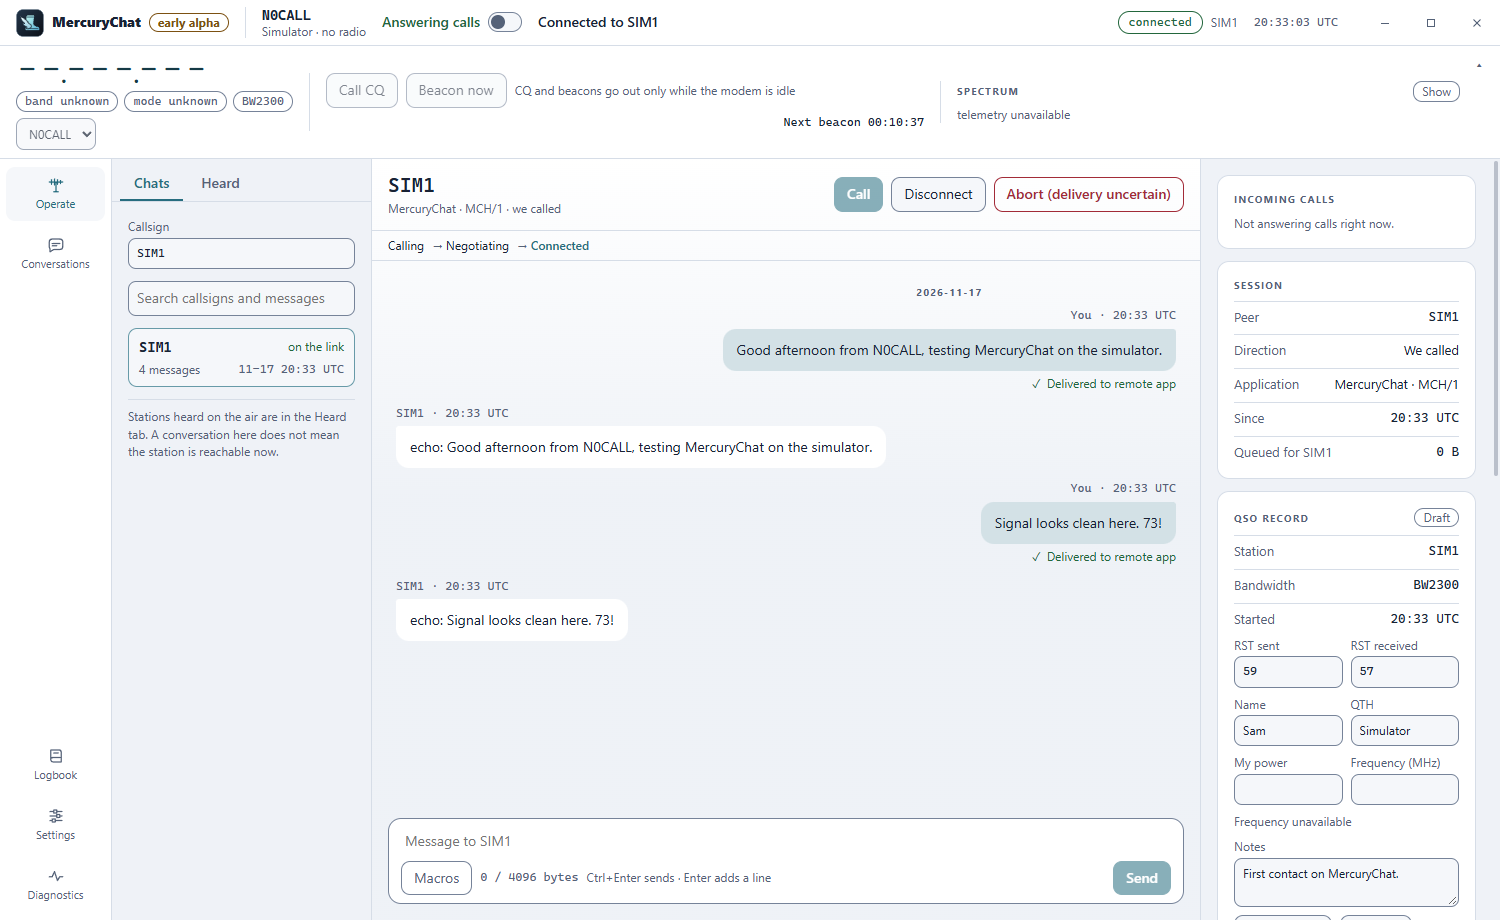 MercuryChat early alpha
N0CALL
Simulator · no radio
Answering calls
Connected to SIM1
connected SIM1 20:33:03 UTC
— — . — — — . — — —
band unknown mode unknown BW2300
N0CALL
Call CQ Beacon now CQ and beacons go out only while the modem is idle
Next beacon 00:10:37
SPECTRUM
telemetry unavailable
Show
Operate
Conversations
Logbook
Settings
Diagnostics
Chats Heard
Callsign
SIM1
Search callsigns and messages
SIM1 on the link
4 messages 11-17 20:33 UTC
Stations heard on the air are in the Heard
tab. A conversation here does not mean
the station is reachable now.
SIM1
MercuryChat · MCH/1 · we called
Call Disconnect Abort (delivery uncertain)
Calling → Negotiating → Connected
2026-11-17
You · 20:33 UTC
Good afternoon from N0CALL, testing MercuryChat on the simulator.
✓ Delivered to remote app
SIM1 · 20:33 UTC
echo: Good afternoon from N0CALL, testing MercuryChat on the simulator.
You · 20:33 UTC
Signal looks clean here. 73!
✓ Delivered to remote app
SIM1 · 20:33 UTC
echo: Signal looks clean here. 73!
Message to SIM1
Macros 0 / 4096 bytes Ctrl+Enter sends · Enter adds a line Send
INCOMING CALLS
Not answering calls right now.
SESSION
Peer SIM1
Direction We called
Application MercuryChat · MCH/1
Since 20:33 UTC
Queued for SIM1 0 B
QSO RECORD Draft
Station SIM1
Bandwidth BW2300
Started 20:33 UTC
RST sent RST received
59 57
Name QTH
Sam Simulator
My power Frequency (MHz)
Frequency unavailable
Notes
First contact on MercuryChat.